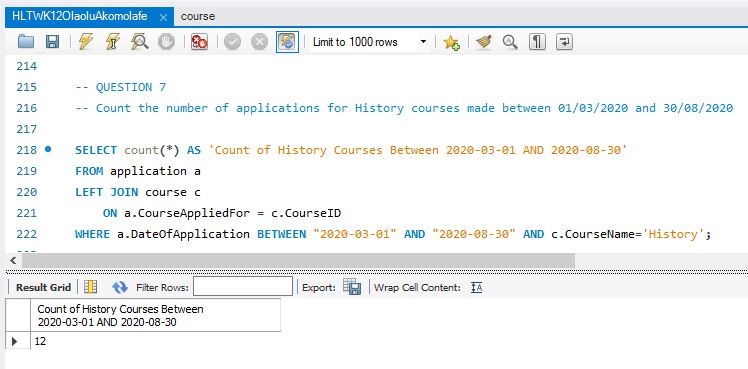 HLTWK12OlaoluAkomolafe × course
Limit to 1000 rows
214
215 -- QUESTION 7
216 -- Count the number of applications for History courses made between 01/03/2020 and 30/08/2020
217
218 SELECT count(*) AS 'Count of History Courses Between 2020-03-01 AND 2020-08-30'
219 FROM application a
220 LEFT JOIN course c
221 ON a.CourseAppliedFor = c.CourseID
222 WHERE a.DateOfApplication BETWEEN "2020-03-01" AND "2020-08-30" AND c.CourseName='History';
Result Grid Filter Rows: Export: Wrap Cell Content:
Count of History Courses Between
2020-03-01 AND 2020-08-30
12